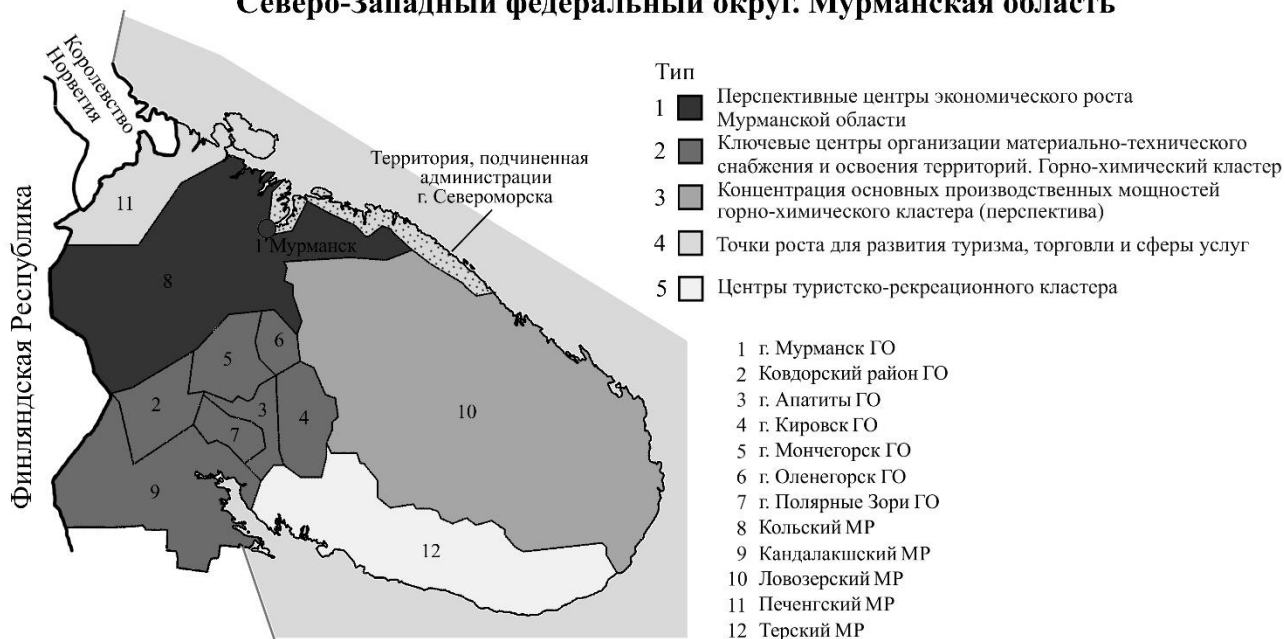 Северо-Западный федеральный округ. Мурманская область
Королевство
Норвегия
Финляндская Республика
Территория, подчиненная
администрации
г. Североморска
11
1 Мурманск
8
6
5
2
3
4
7
10
9
12
Тип
1 Перспективные центры экономического роста
Мурманской области
2 Ключевые центры организации материально-технического
снабжения и освоения территорий. Горно-химический кластер
3 Концентрация основных производственных мощностей
горно-химического кластера (перспектива)
4 Точки роста для развития туризма, торговли и сферы услуг
5 Центры туристско-рекреационного кластера
1 г. Мурманск ГО
2 Ковдорский район ГО
3 г. Апатиты ГО
4 г. Кировск ГО
5 г. Мончегорск ГО
6 г. Оленегорск ГО
7 г. Полярные Зори ГО
8 Кольский МР
9 Кандалакшский МР
10 Ловозерский МР
11 Печенгский МР
12 Терский МР